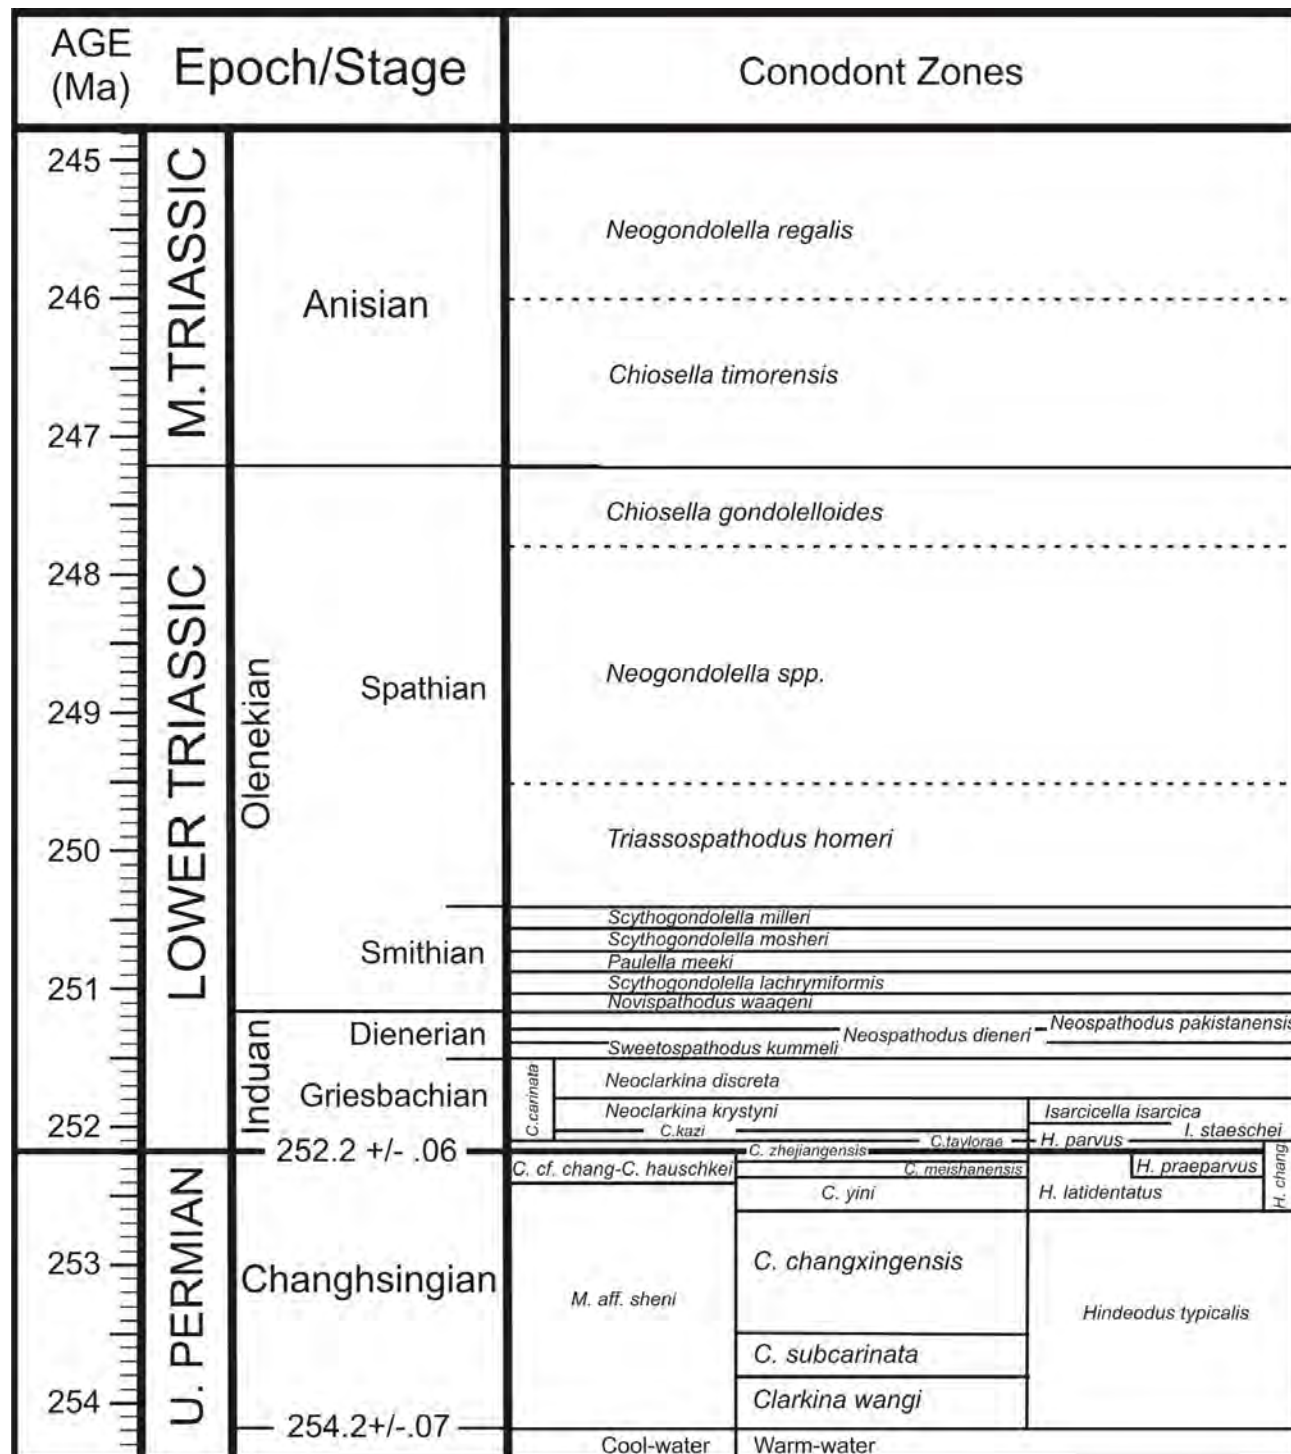 AGE
(Ma)
Epoch/Stage
Conodont Zones
245
246
247
248
249
250
251
252
253
254
M.TRIASSIC
LOWER TRIASSIC
U. PERMIAN
Anisian
Olenekian
Spathian
Smithian
Induan
Dienerian
Griesbachian
252.2 +/- .06
Changhsingian
254.2+/-.07
Neogondolella regalis
Chiosella timorensis
Chiosella gondolelloides
Neogondolella spp.
Triassospathodus homeri
Scythogondolella milleri
Scythogondolella mosheri
Paulella meeki
Scythogondolella lachrymiformis
Novispathodus waageni
Neospathodus pakistanensis
Neospathodus dieneri
Sweetospathodus kummeli
C.carinata
Neoclarkina discreta
Neoclarkina krystyni
Isarcicella isarcica
C.kazi
I. staeschei
C.taylorae
H. parvus
C. zhejiangensis
C. cf. chang-C. hauschkei
C. meishanensis
H. praeparvus
H. chang.
C. yini
H. latidentatus
C. changxingensis
M. aff. sheni
Hindeodus typicalis
C. subcarinata
Clarkina wangi
Cool-water
Warm-water